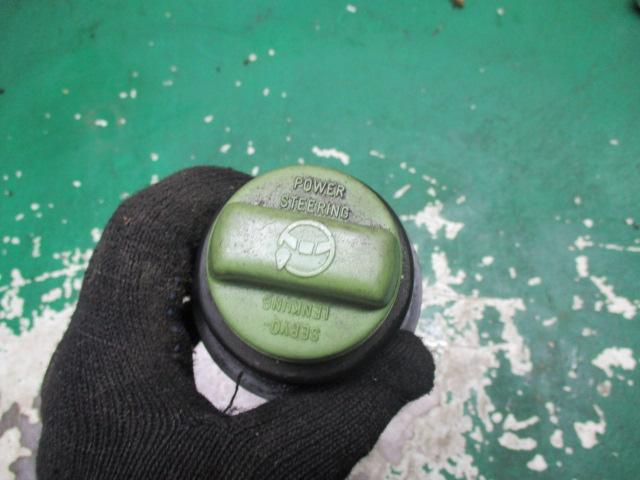 POWER
STEERING
SERVO-
LENKUNG